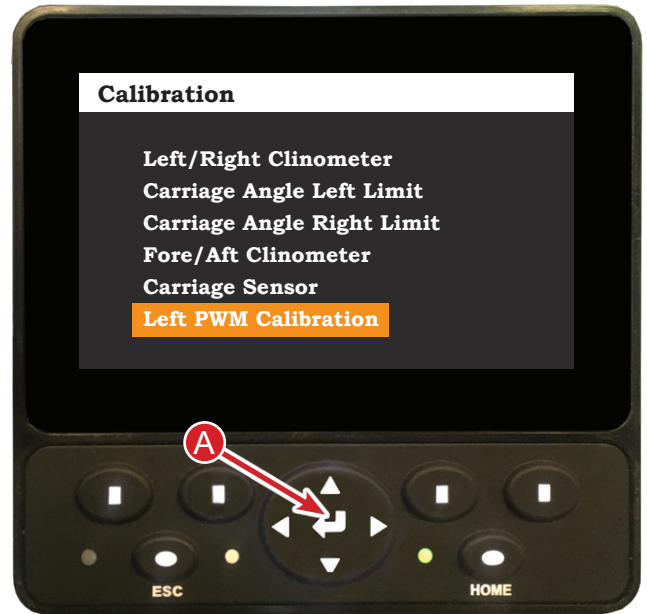 Calibration
Left/Right Clinometer
Carriage Angle Left Limit
Carriage Angle Right Limit
Fore/Aft Clinometer
Carriage Sensor
Left PWM Calibration
A
ESC
HOME